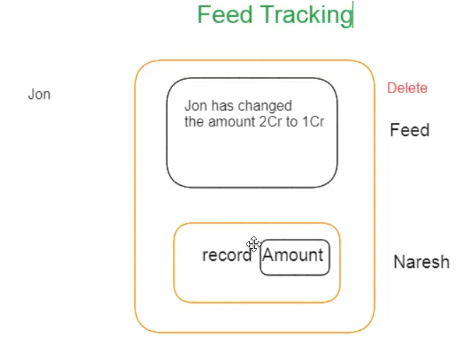 Feed Tracking
Jon
Delete
Jon has changed
the amount 2Cr to 1Cr
Feed
record Amount
Naresh